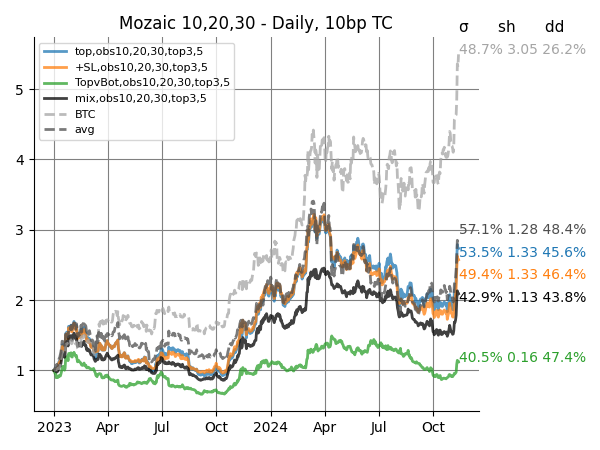 Mozaic 10,20,30 - Daily, 10bp TC
σ sh dd
top,obs10,20,30,top3,5
+SL,obs10,20,30,top3,5
TopvBot,obs10,20,30,top3,5
mix,obs10,20,30,top3,5
BTC
avg
48.7% 3.05 26.2%
57.1% 1.28 48.4%
53.5% 1.33 45.6%
49.4% 1.33 46.4%
42.9% 1.13 43.8%
40.5% 0.16 47.4%
5
4
3
2
1
2023 Apr Jul Oct 2024 Apr Jul Oct